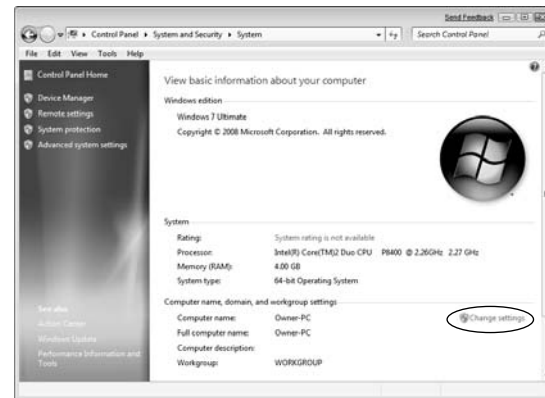 Send Feedback
Control Panel ▸ System and Security ▸ System
Search Control Panel
File Edit View Tools Help
Control Panel Home
Device Manager
Remote settings
System protection
Advanced system settings
See also
Action Center
Windows Update
Performance Information and
Tools
View basic information about your computer
Windows edition
Windows 7 Ultimate
Copyright © 2008 Microsoft Corporation. All rights reserved.
System
Rating: System rating is not available
Processor: Intel(R) Core(TM)2 Duo CPU P8400 @ 2.26GHz 2.27 GHz
Memory (RAM): 4.00 GB
System type: 64-bit Operating System
Computer name, domain, and workgroup settings
Computer name: Owner-PC Change settings
Full computer name: Owner-PC
Computer description:
Workgroup: WORKGROUP